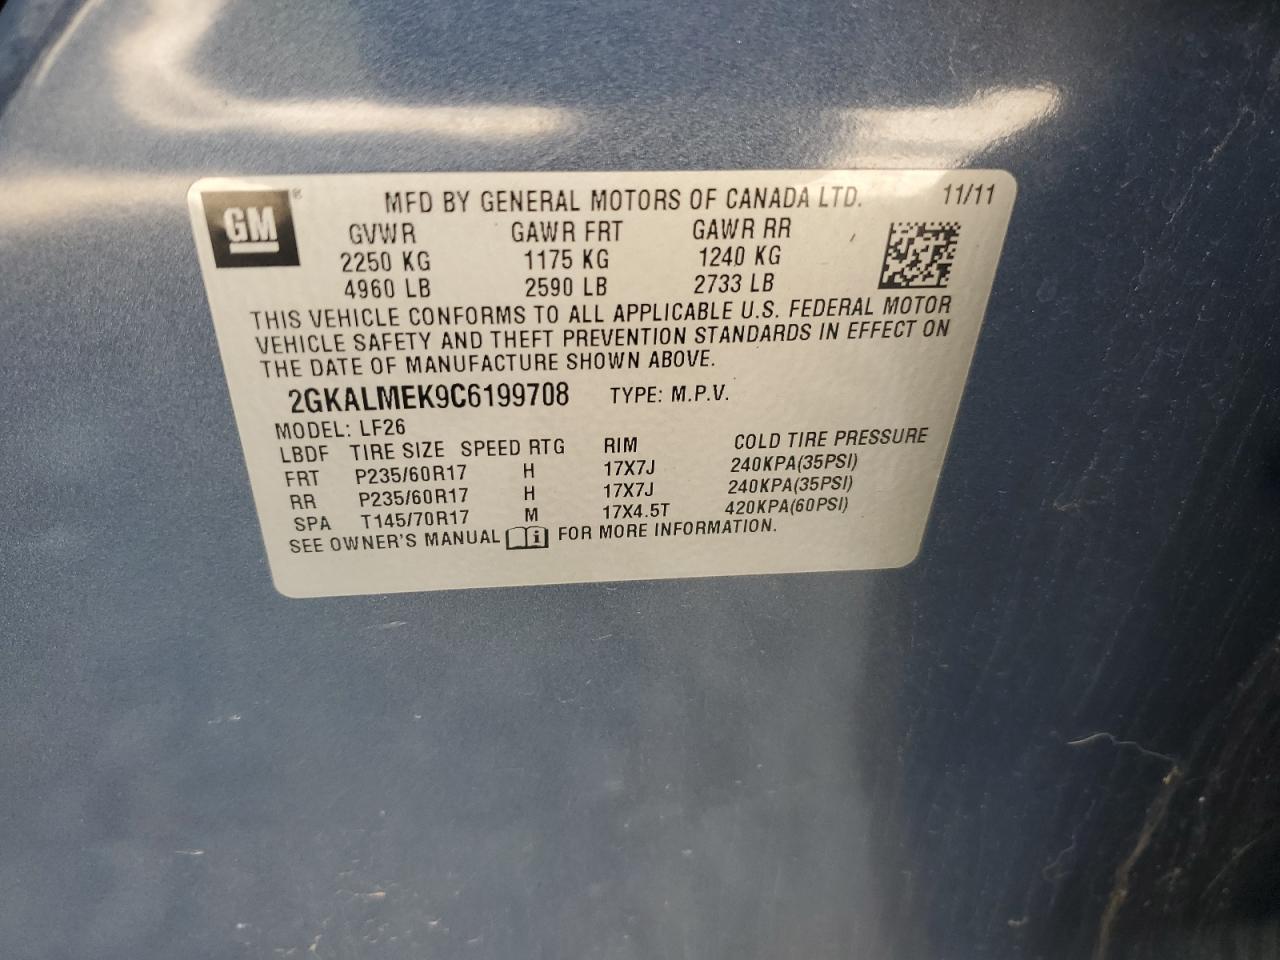 GM ® MFD BY GENERAL MOTORS OF CANADA LTD. 11/11
GVWR GAWR FRT GAWR RR
2250 KG 1175 KG 1240 KG
4960 LB 2590 LB 2733 LB
THIS VEHICLE CONFORMS TO ALL APPLICABLE U.S. FEDERAL MOTOR
VEHICLE SAFETY AND THEFT PREVENTION STANDARDS IN EFFECT ON
THE DATE OF MANUFACTURE SHOWN ABOVE.
2GKALMEK9C6199708 TYPE: M.P.V.
MODEL: LF26
LBDF TIRE SIZE SPEED RTG RIM COLD TIRE PRESSURE
FRT P235/60R17 H 17X7J 240KPA(35PSI)
RR P235/60R17 H 17X7J 240KPA(35PSI)
SPA T145/70R17 M 17X4.5T 420KPA(60PSI)
SEE OWNER'S MANUAL i FOR MORE INFORMATION.